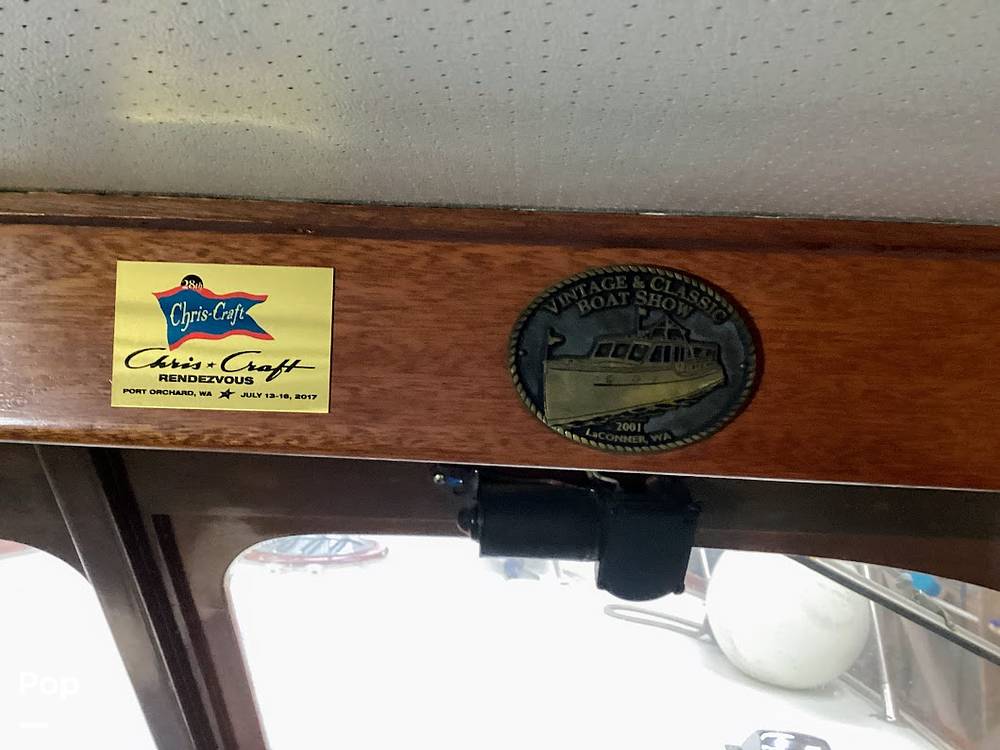 28th
Chris-Craft
Chris ★ Craft
RENDEZVOUS
PORT ORCHARD, WA ★ JULY 13-16, 2017
VINTAGE & CLASSIC
BOAT SHOW
2001
LaCONNER, WA
Pop